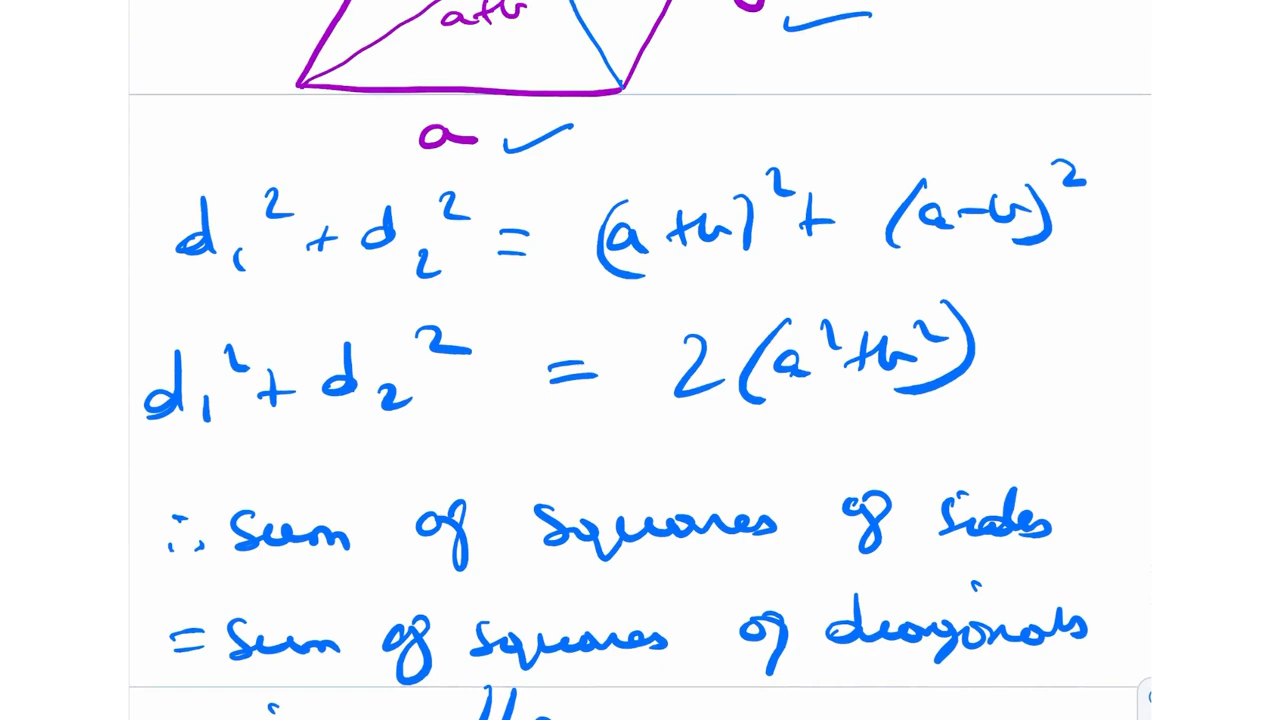 a+b
a
d₁² + d₂² = (a+b)² + (a-b)²
d₁² + d₂² = 2(a²+b²)
∴ sum of squares of sides
= sum of squares of diagonals